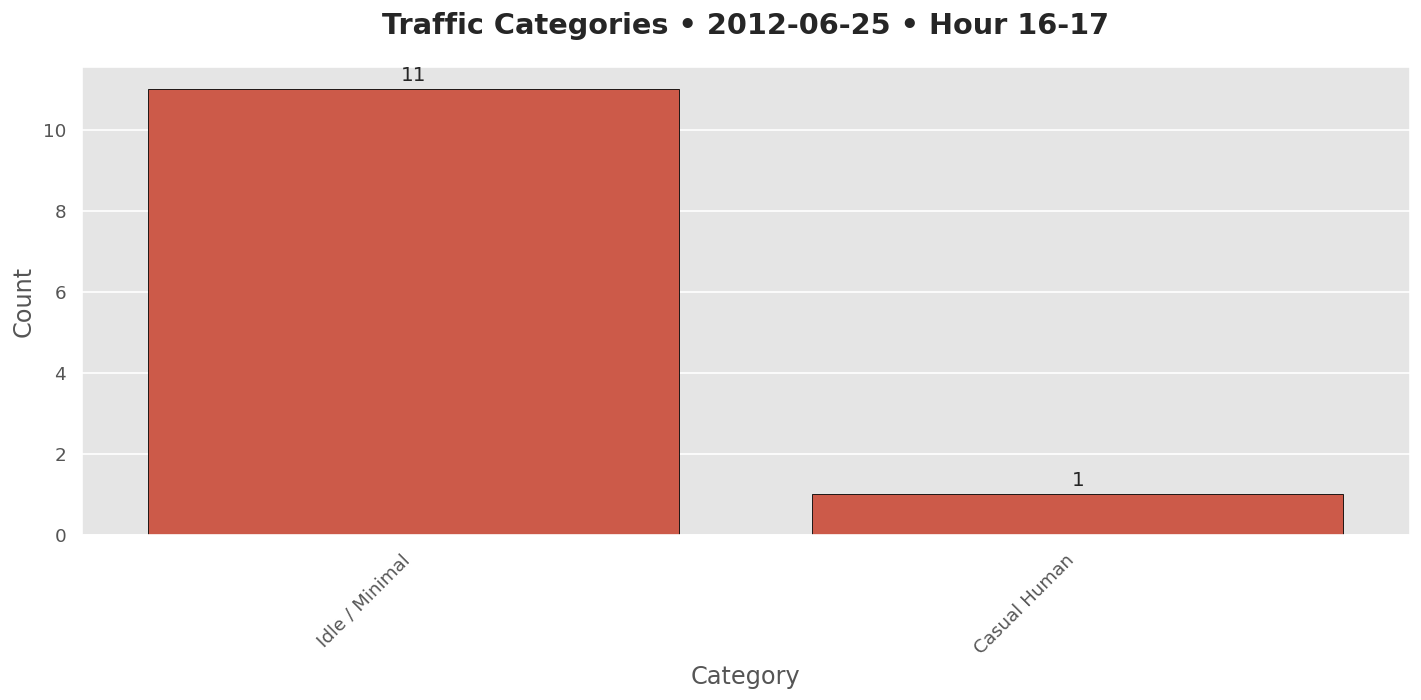 Traffic Categories • 2012-06-25 • Hour 16-17
11
10
8
6
4
2
0
1
Count
Idle / Minimal
Casual Human
Category